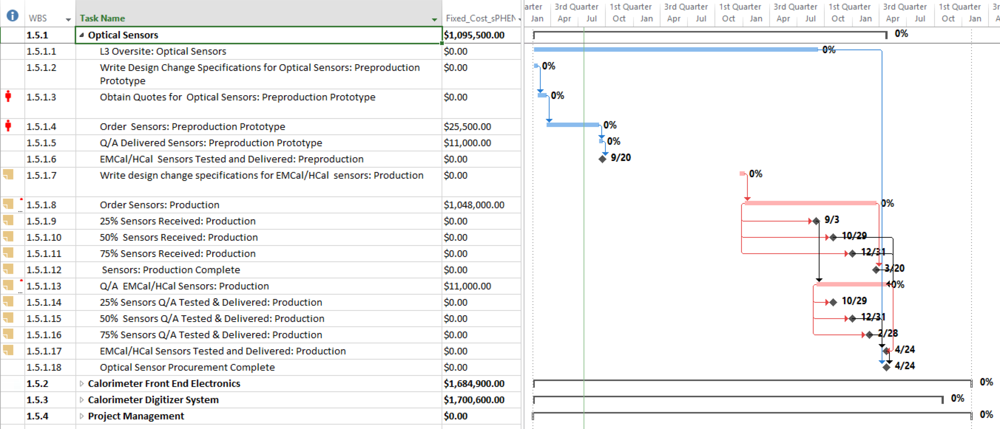 WBS Task Name Fixed_Cost_sPHEN
arter 3rd Quarter 1st Quarter 3rd Quarter 1st Quarter 3rd Quarter 1st Quarter 3rd Quarter 1st Quarter 3r
Jan Apr Jul Oct Jan Apr Jul Oct Jan Apr Jul Oct Jan Apr Jul Oct Jan A
1.5.1 Optical Sensors $1,095,500.00 0%
1.5.1.1 L3 Oversite: Optical Sensors $0.00 0%
1.5.1.2 Write Design Change Specifications for Optical Sensors: Preproduction $0.00 0%
Prototype
1.5.1.3 Obtain Quotes for Optical Sensors: Preproduction Prototype $0.00 0%
1.5.1.4 Order Sensors: Preproduction Prototype $25,500.00 0%
1.5.1.5 Q/A Delivered Sensors: Preproduction Prototype $11,000.00 0%
1.5.1.6 EMCal/HCal Sensors Tested and Delivered: Preproduction $0.00 9/20
1.5.1.7 Write design change specifications for EMCal/HCal sensors: Production $0.00 0%
1.5.1.8 Order Sensors: Production $1,048,000.00 0%
1.5.1.9 25% Sensors Received: Production $0.00 9/3
1.5.1.10 50% Sensors Received: Production $0.00 10/29
1.5.1.11 75% Sensors Received: Production $0.00 12/31
1.5.1.12 Sensors: Production Complete $0.00 3/20
1.5.1.13 Q/A EMCal/HCal Sensors: Production $11,000.00 0%
1.5.1.14 25% Sensors Q/A Tested & Delivered: Production $0.00 10/29
1.5.1.15 50% Sensors Q/A Tested & Delivered: Production $0.00 12/31
1.5.1.16 75% Sensors Q/A Tested & Delivered: Production $0.00 2/28
1.5.1.17 EMCal/HCal Sensors Tested and Delivered: Production $0.00 4/24
1.5.1.18 Optical Sensor Procurement Complete $0.00 4/24
1.5.2 Calorimeter Front End Electronics $1,684,900.00 0%
1.5.3 Calorimeter Digitizer System $1,700,600.00 0%
1.5.4 Project Management $0.00 0%